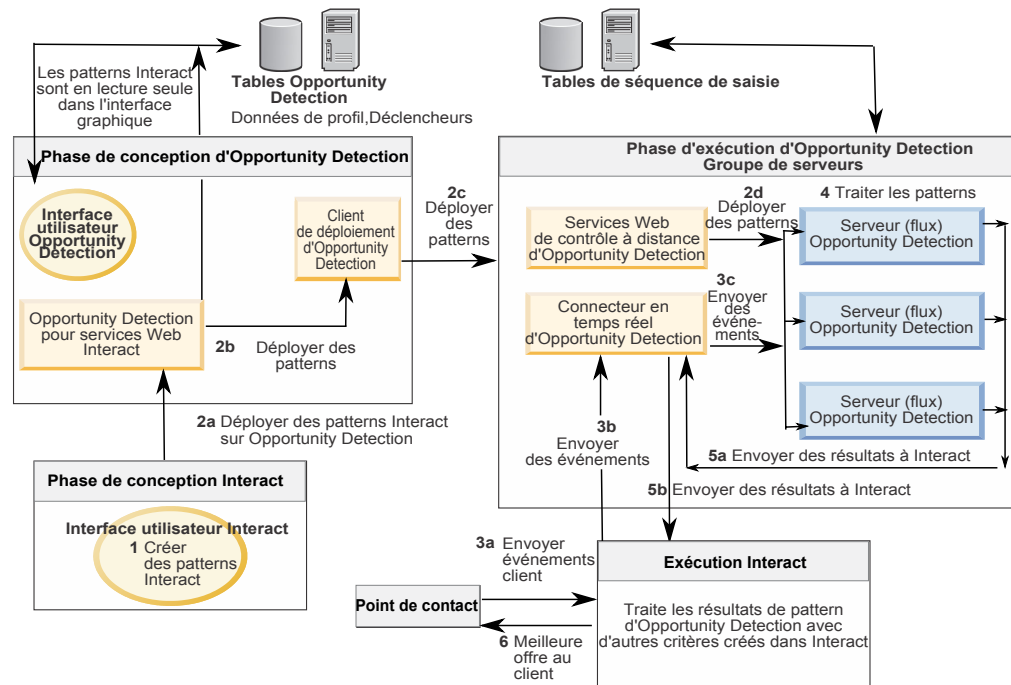 Les patterns Interact
sont en lecture seule
dans l'interface
graphique
Tables Opportunity
Detection
Données de profil,Déclencheurs
Tables de séquence de saisie
Phase de conception d'Opportunity Detection
Interface
utilisateur
Opportunity
Detection
Client
de déploiement
d'Opportunity
Detection
Opportunity Detection
pour services Web
Interact
2b Déployer des
patterns
2c
Déployer
des
patterns
2a Déployer des patterns Interact
sur Opportunity Detection
Phase de conception Interact
Interface utilisateur Interact
1 Créer
des patterns
Interact
Phase d'exécution d'Opportunity Detection
Groupe de serveurs
Services Web
de contrôle à distance
d'Opportunity Detection
2d
Déployer
des patterns
4 Traiter les patterns
Serveur (flux)
Opportunity Detection
Connecteur en
temps réel
d'Opportunity Detection
3c
Envoyer
des
événe-
ments
Serveur (flux)
Opportunity Detection
Serveur (flux)
Opportunity Detection
3b
Envoyer
des événements
5a Envoyer des résultats à Interact
5b Envoyer des résultats à Interact
3a Envoyer
événements
client
Point de contact
6 Meilleure
offre au
client
Exécution Interact
Traite les résultats de pattern
d'Opportunity Detection avec
d'autres critères créés dans Interact